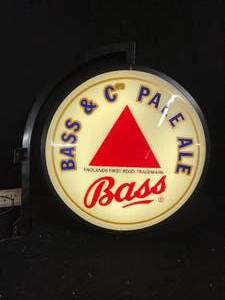 BASS & Cº'S PALE ALE
ENGLANDS FIRST REGD. TRADEMARK
Bass
®